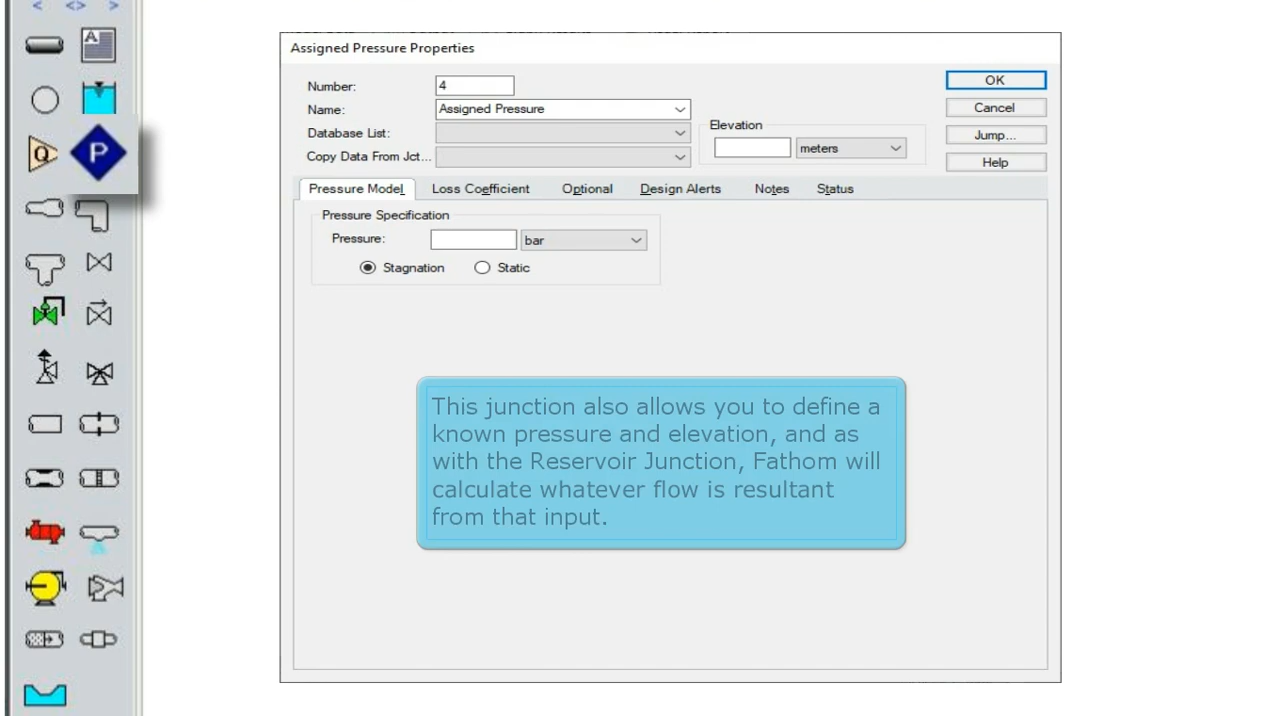 < <> >
A
Q
P
Assigned Pressure Properties
Number: 4
Name: Assigned Pressure
Database List:
Copy Data From Jct...
Elevation
meters
OK
Cancel
Jump...
Help
Pressure Model Loss Coefficient Optional Design Alerts Notes Status
Pressure Specification
Pressure: bar
Stagnation Static
This junction also allows you to define a
known pressure and elevation, and as
with the Reservoir Junction, Fathom will
calculate whatever flow is resultant
from that input.